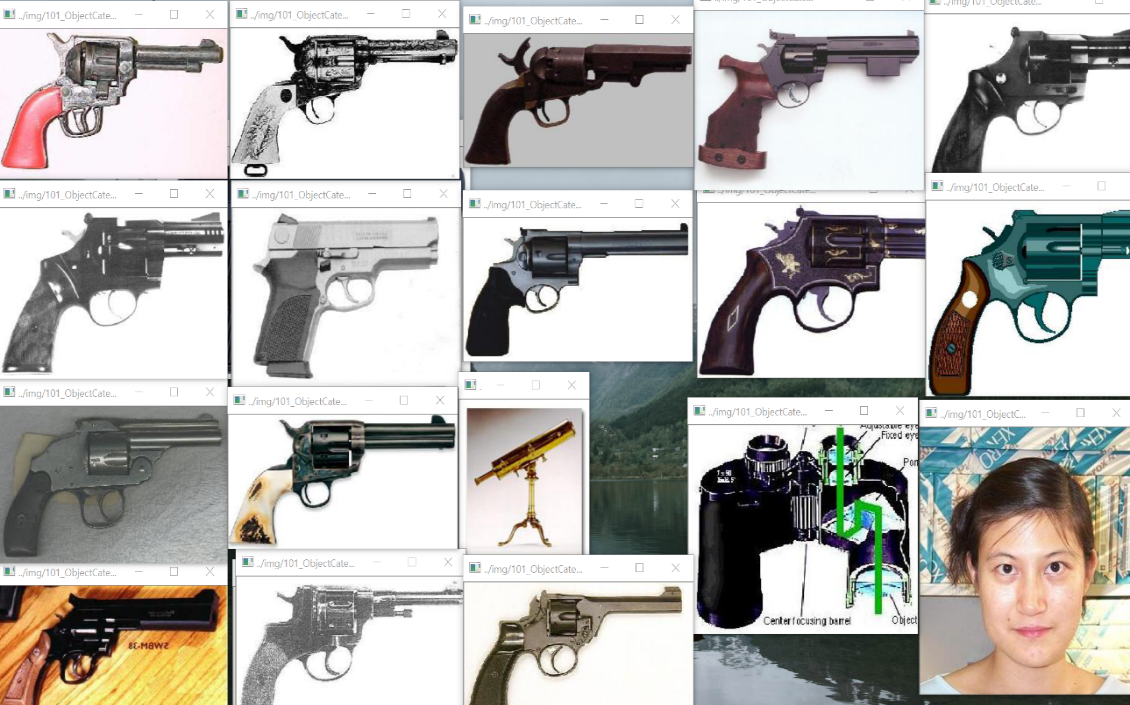 ../img/101_ObjectCate...
../img/101_ObjectCate...
../img/101_ObjectCate...
../img/101_ObjectCate...
../img/101_ObjectCate...
../img/101_ObjectCate...
../img/101_ObjectCate...
../img/101_ObjectCate...
../img/101_ObjectCate...
../img/101_ObjectCate...
../img/101_ObjectCate...
.
../img/101_ObjectCate...
../img/101_ObjectC...
Adjustable eye
Fixed eye
Center focusing barrel
Object
../img/101_ObjectCate...
../img/101_ObjectCate...
../img/101_ObjectCate...